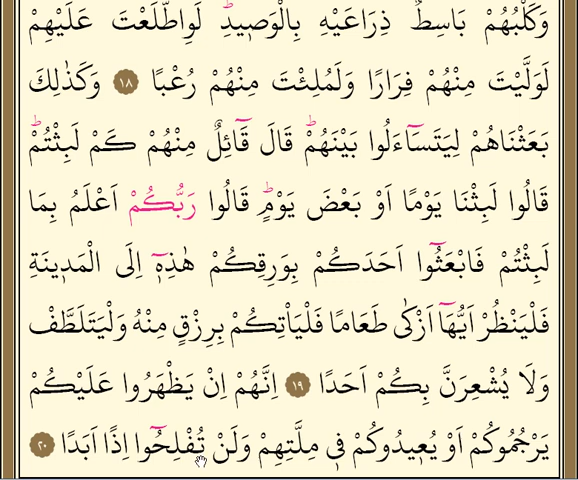 وَكَلْبُهُمْ بَاسِطٌ ذِرَاعَيْهِ بِالْوَصٖيدِؕ لَوِاطَّلَعْتَ عَلَيْهِمْ
لَوَلَّيْتَ مِنْهُمْ فِرَارًا وَلَمُلِئْتَ مِنْهُمْ رُعْبًا ﴿١٨﴾ وَكَذٰلِكَ
بَعَثْنَاهُمْ لِيَتَسَٓاءَلُوا بَيْنَهُمْؕ قَالَ قَٓائِلٌ مِنْهُمْ كَمْ لَبِثْتُمْؕ
قَالُوا لَبِثْنَا يَوْمًا اَوْ بَعْضَ يَوْمٍؕ قَالُوا رَبُّكُمْ اَعْلَمُ بِمَا
لَبِثْتُمْ فَابْعَثُٓوا اَحَدَكُمْ بِوَرِقِكُمْ هٰذِهٖٓ اِلَى الْمَدٖينَةِ
فَلْيَنْظُرْ اَيُّهَٓا اَزْكٰى طَعَامًا فَلْيَاْتِكُمْ بِرِزْقٍ مِنْهُ وَلْيَتَلَطَّفْ
وَلَا يُشْعِرَنَّ بِكُمْ اَحَدًا ﴿١٩﴾ اِنَّهُمْ اِنْ يَظْهَرُوا عَلَيْكُمْ
يَرْجُمُوكُمْ اَوْ يُعٖيدُوكُمْ فٖى مِلَّتِهِمْ وَلَنْ تُفْلِحُٓوا اِذًا اَبَدًا ﴿٢٠﴾